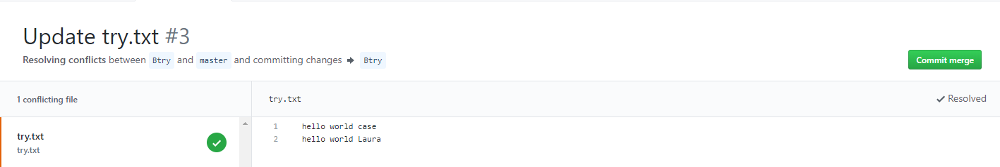 Update try.txt #3
Resolving conflicts between Btry and master and committing changes → Btry
Commit merge
1 conflicting file
try.txt
Resolved
try.txt
try.txt
1 hello world case
2 hello world Laura